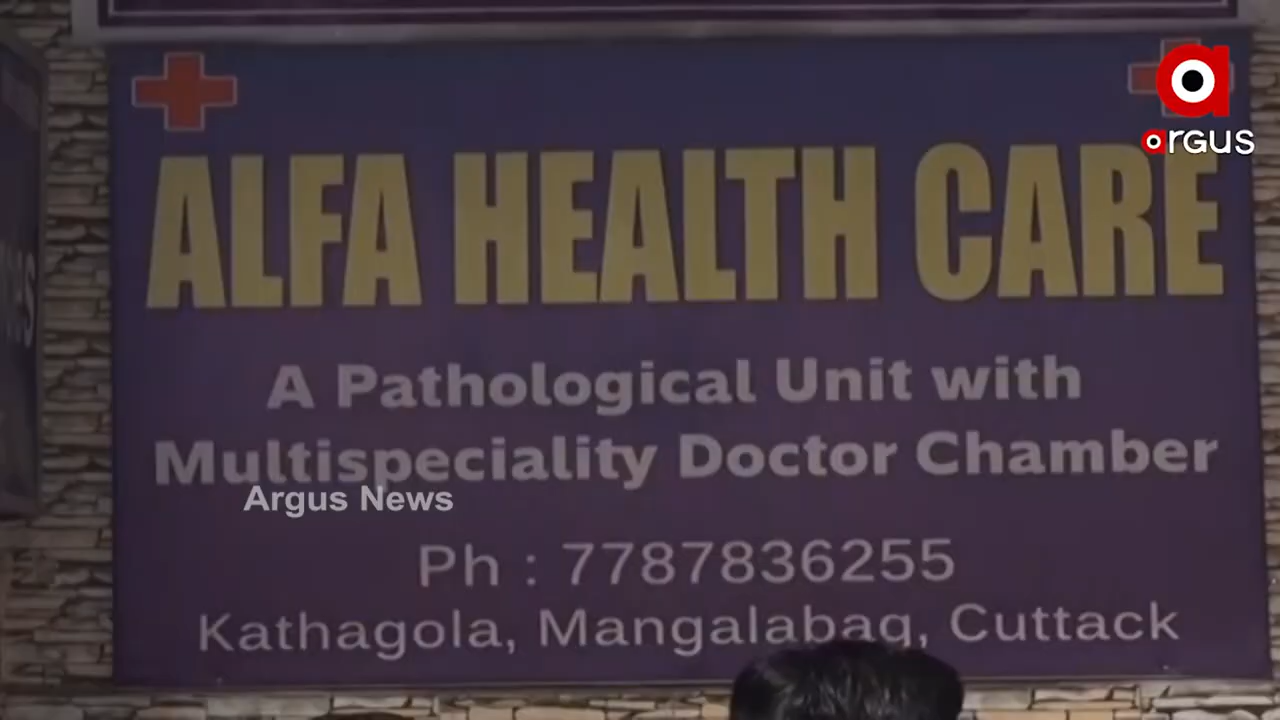 argus
ALFA HEALTH CARE
A Pathological Unit with
Multispeciality Doctor Chamber
Argus News
Ph : 7787836255
Kathagola, Mangalabag, Cuttack